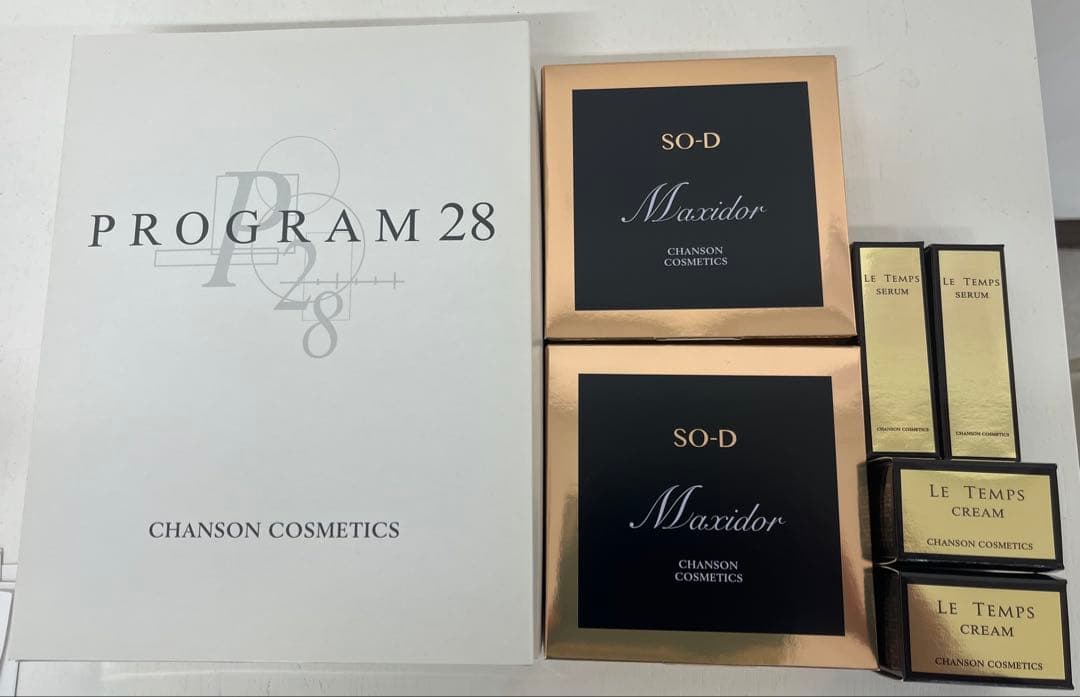 PROGRAM 28
P
28
CHANSON COSMETICS
SO-D
Maxidor
CHANSON
COSMETICS
SO-D
Maxidor
CHANSON
COSMETICS
LE TEMPS
SERUM
CHANSON COSMETICS
LE TEMPS
SERUM
CHANSON COSMETICS
LE TEMPS
CREAM
CHANSON COSMETICS
LE TEMPS
CREAM
CHANSON COSMETICS